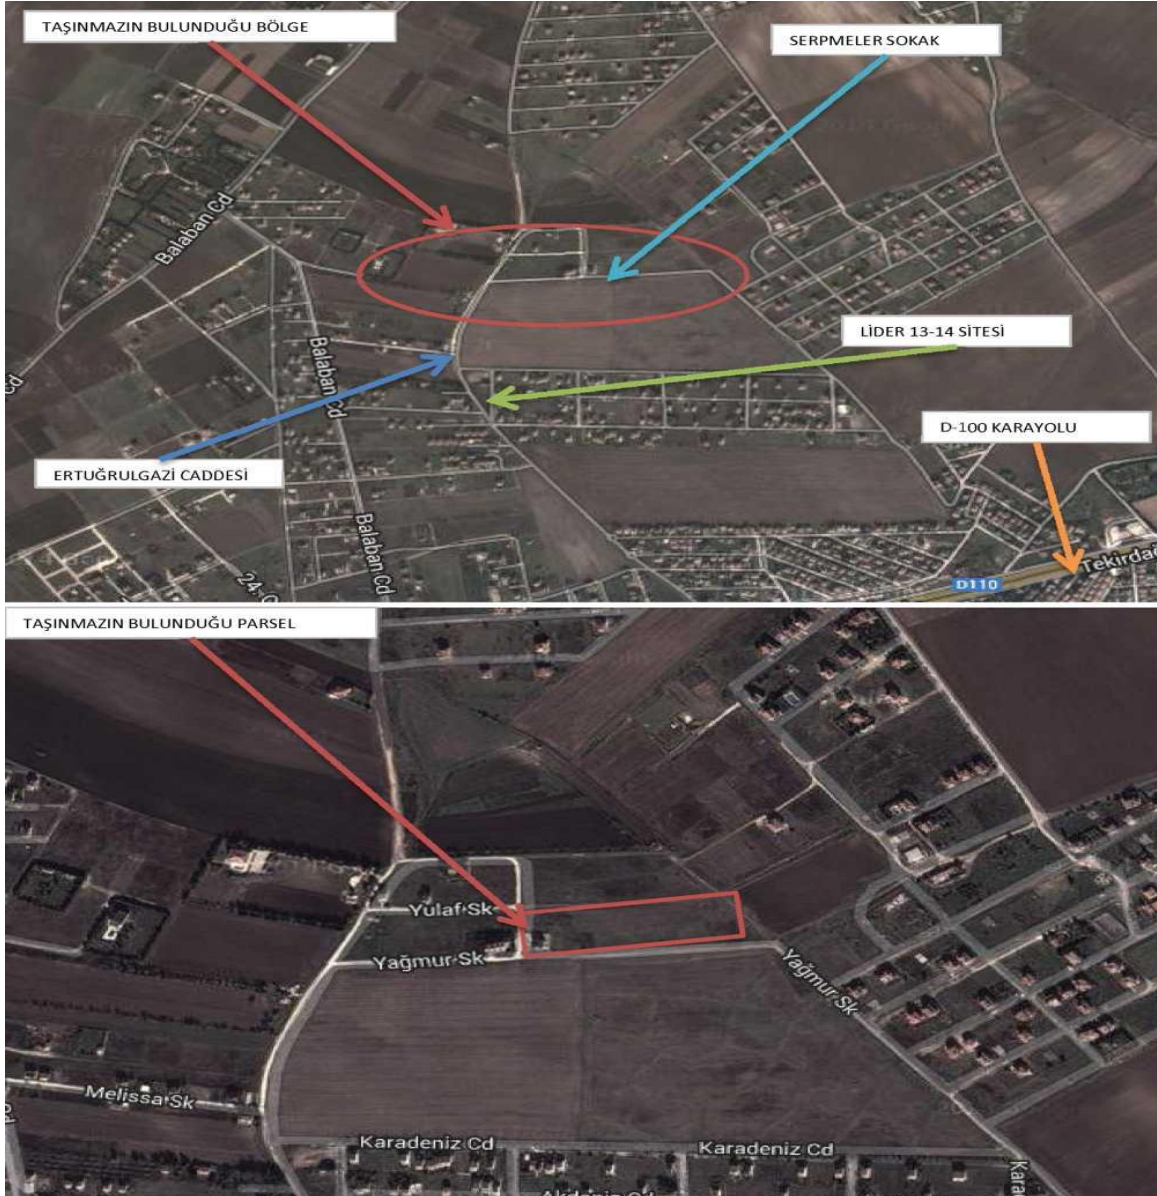 TAŞINMAZIN BULUNDUĞU BÖLGE
SERPMELER SOKAK
Balaban Cd
LİDER 13-14 SİTESİ
Balaban Cd
Cd
D-100 KARAYOLU
ERTUĞRULGAZİ CADDESİ
Balaban Cd
D110
TAŞINMAZIN BULUNDUĞU PARSEL
Yulaf Sk
Yağmur Sk
Yağmur Sk
Melissa Sk
Karadeniz Cd
Karadeniz Cd